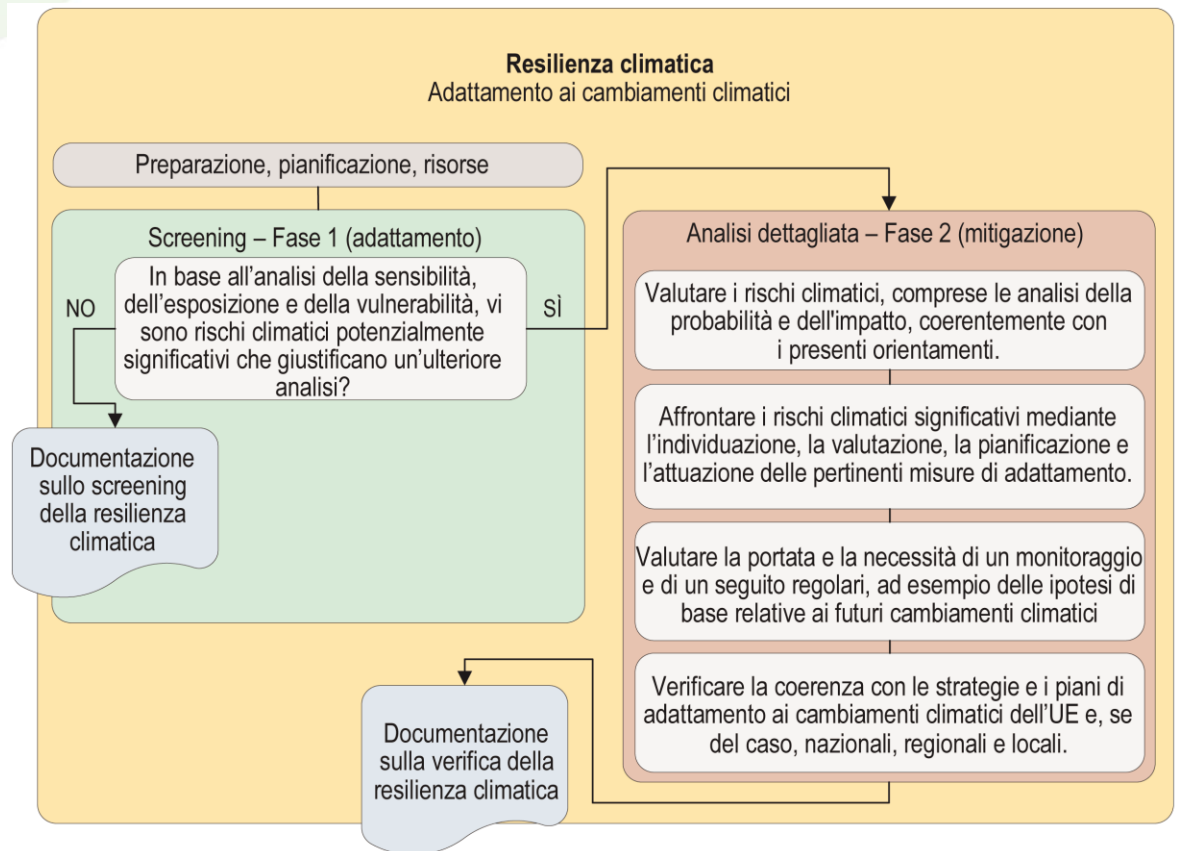 Resilienza climatica
Adattamento ai cambiamenti climatici
Preparazione, pianificazione, risorse
Screening – Fase 1 (adattamento)
NO
In base all’analisi della sensibilità,
dell’esposizione e della vulnerabilità, vi
sono rischi climatici potenzialmente
significativi che giustificano un’ulteriore
analisi?
SÌ
Documentazione
sullo screening
della resilienza
climatica
Analisi dettagliata – Fase 2 (mitigazione)
Valutare i rischi climatici, comprese le analisi della
probabilità e dell'impatto, coerentemente con
i presenti orientamenti.
Affrontare i rischi climatici significativi mediante
l’individuazione, la valutazione, la pianificazione e
l’attuazione delle pertinenti misure di adattamento.
Valutare la portata e la necessità di un monitoraggio
e di un seguito regolari, ad esempio delle ipotesi di
base relative ai futuri cambiamenti climatici
Verificare la coerenza con le strategie e i piani di
adattamento ai cambiamenti climatici dell’UE e, se
del caso, nazionali, regionali e locali.
Documentazione
sulla verifica della
resilienza climatica